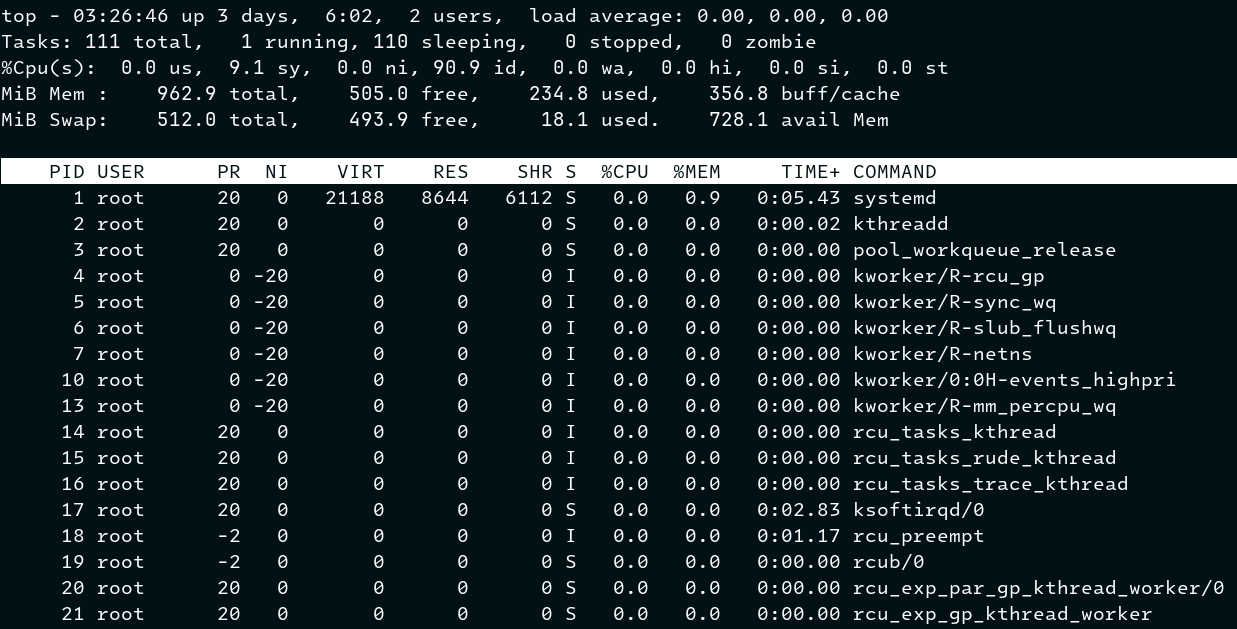 top - 03:26:46 up 3 days,  6:02,  2 users,  load average: 0.00, 0.00, 0.00
Tasks: 111 total,   1 running, 110 sleeping,   0 stopped,   0 zombie
%Cpu(s):  0.0 us,  9.1 sy,  0.0 ni, 90.9 id,  0.0 wa,  0.0 hi,  0.0 si,  0.0 st
MiB Mem :    962.9 total,    505.0 free,    234.8 used,    356.8 buff/cache
MiB Swap:    512.0 total,    493.9 free,     18.1 used.    728.1 avail Mem
    PID USER      PR  NI    VIRT    RES    SHR S  %CPU  %MEM     TIME+ COMMAND
      1 root      20   0   21188   8644   6112 S   0.0   0.9   0:05.43 systemd
      2 root      20   0       0      0      0 S   0.0   0.0   0:00.02 kthreadd
      3 root      20   0       0      0      0 S   0.0   0.0   0:00.00 pool_workqueue_release
      4 root       0 -20       0      0      0 I   0.0   0.0   0:00.00 kworker/R-rcu_gp
      5 root       0 -20       0      0      0 I   0.0   0.0   0:00.00 kworker/R-sync_wq
      6 root       0 -20       0      0      0 I   0.0   0.0   0:00.00 kworker/R-slub_flushwq
      7 root       0 -20       0      0      0 I   0.0   0.0   0:00.00 kworker/R-netns
     10 root       0 -20       0      0      0 I   0.0   0.0   0:00.00 kworker/0:0H-events_highpri
     13 root       0 -20       0      0      0 I   0.0   0.0   0:00.00 kworker/R-mm_percpu_wq
     14 root      20   0       0      0      0 I   0.0   0.0   0:00.00 rcu_tasks_kthread
     15 root      20   0       0      0      0 I   0.0   0.0   0:00.00 rcu_tasks_rude_kthread
     16 root      20   0       0      0      0 I   0.0   0.0   0:00.00 rcu_tasks_trace_kthread
     17 root      20   0       0      0      0 S   0.0   0.0   0:02.83 ksoftirqd/0
     18 root      -2   0       0      0      0 I   0.0   0.0   0:01.17 rcu_preempt
     19 root      -2   0       0      0      0 S   0.0   0.0   0:00.00 rcub/0
     20 root      20   0       0      0      0 S   0.0   0.0   0:00.00 rcu_exp_par_gp_kthread_worker/0
     21 root      20   0       0      0      0 S   0.0   0.0   0:00.00 rcu_exp_gp_kthread_worker